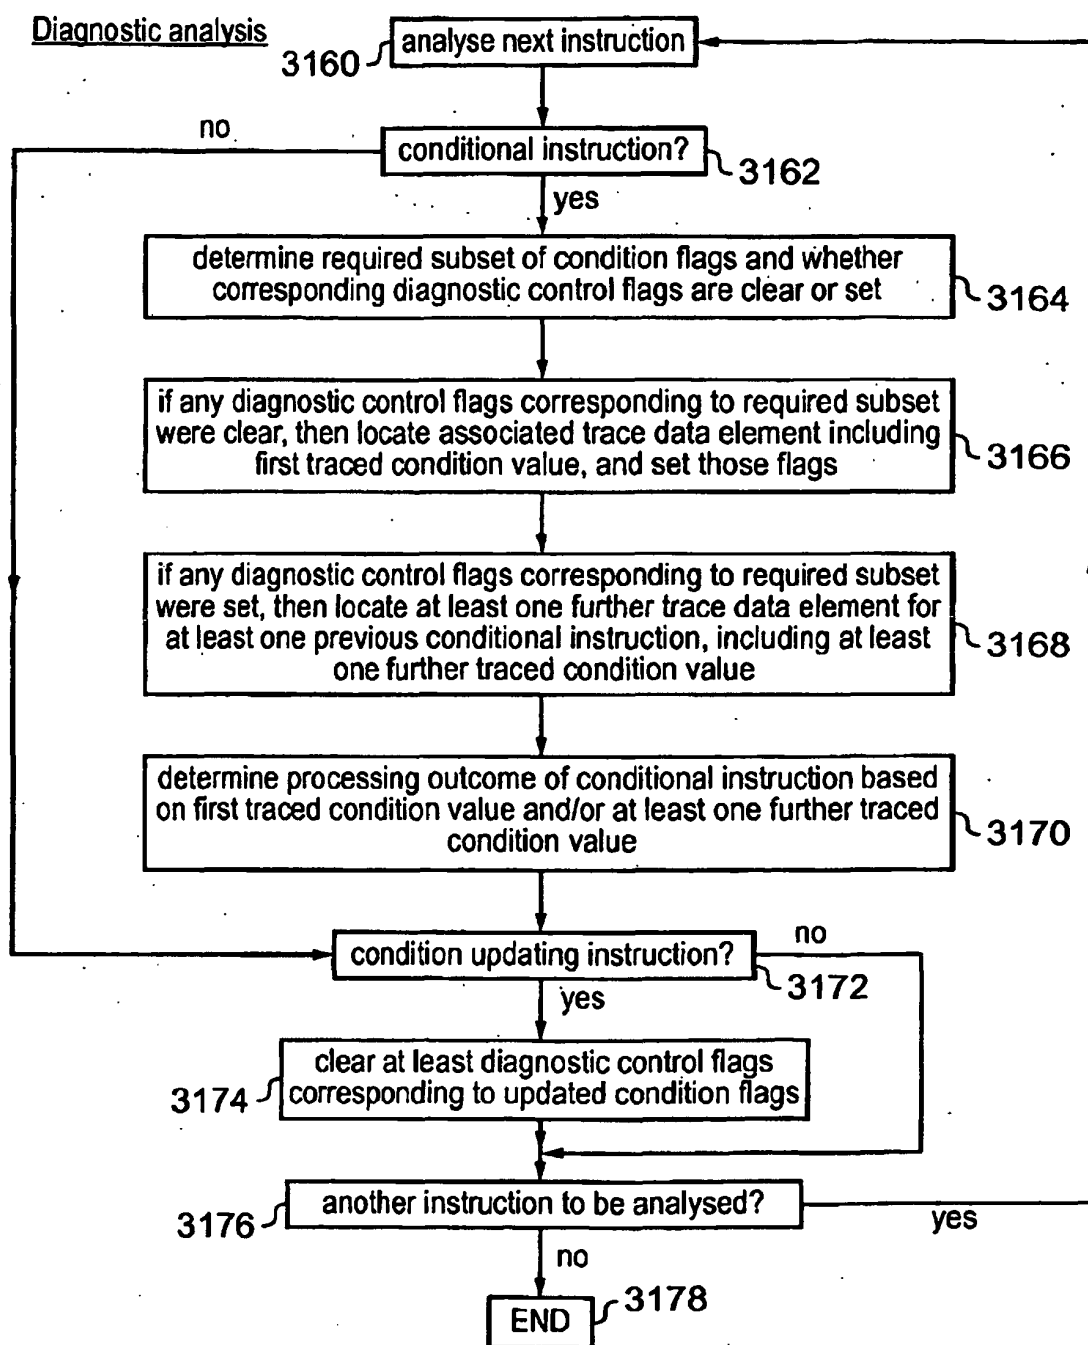 Diagnostic analysis
analyse next instruction
3160
no
conditional instruction?
3162
yes
determine required subset of condition flags and whether
corresponding diagnostic control flags are clear or set
3164
if any diagnostic control flags corresponding to required subset
were clear, then locate associated trace data element including
first traced condition value, and set those flags
3166
if any diagnostic control flags corresponding to required subset
were set, then locate at least one further trace data element for
at least one previous conditional instruction, including at least
one further traced condition value
3168
determine processing outcome of conditional instruction based
on first traced condition value and/or at least one further traced
condition value
3170
condition updating instruction?
no
3172
yes
clear at least diagnostic control flags
corresponding to updated condition flags
3174
another instruction to be analysed?
3176
yes
no
END
3178